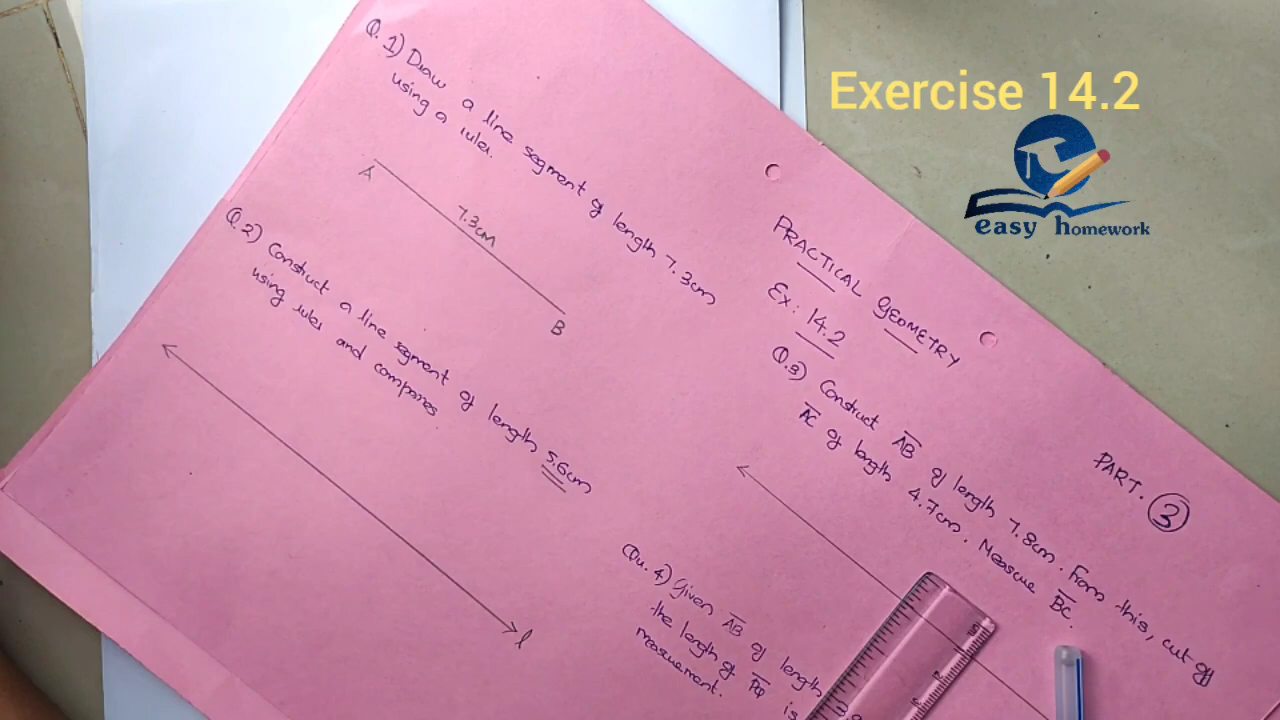 Exercise 14.2
easy homework
PRACTICAL GEOMETRY
Ex: 14.2
PART. 3
Q.1) Draw a line segment of length 7.3cm
using a ruler.
A
7.3cm
B
Q.2) Construct a line segment of length 5.6cm
using ruler and compasses
l
Q.3) Construct AB of length 7.8cm. From this, cut off
AC of length 4.7cm. Measure BC.
Qu. 4) Given AB of length
the length of PQ is
measurement.